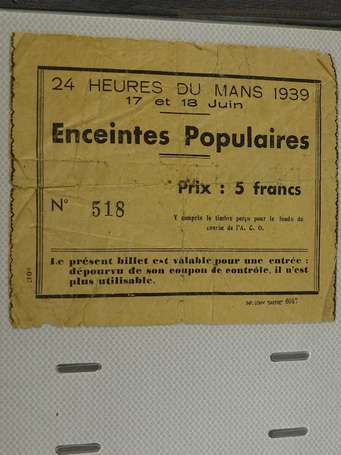 24 HEURES DU MANS 1939
17 et 18 Juin
Enceintes Populaires
Prix : 5 francs
N° 518
Y compris le timbre perçu pour le fonds de
course de l'A. C. O.
Le présent billet est valable pour une entrée :
dépourvu de son coupon de contrôle, il n'est
plus utilisable.
6047